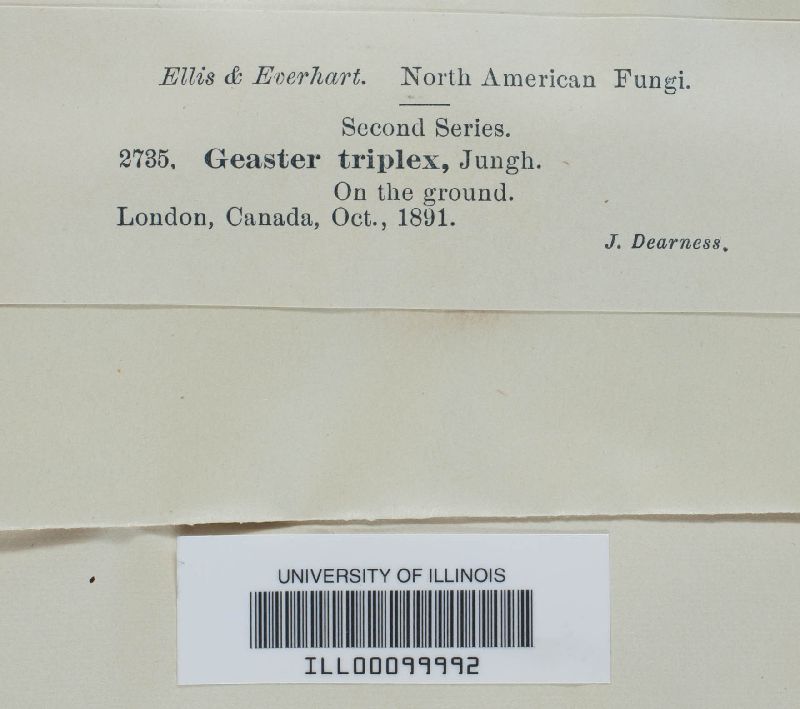 Ellis & Everhart. North American Fungi.
Second Series.
2735. Geaster triplex, Jungh.
On the ground.
London, Canada, Oct., 1891.
J. Dearness.
UNIVERSITY OF ILLINOIS
ILL00099992